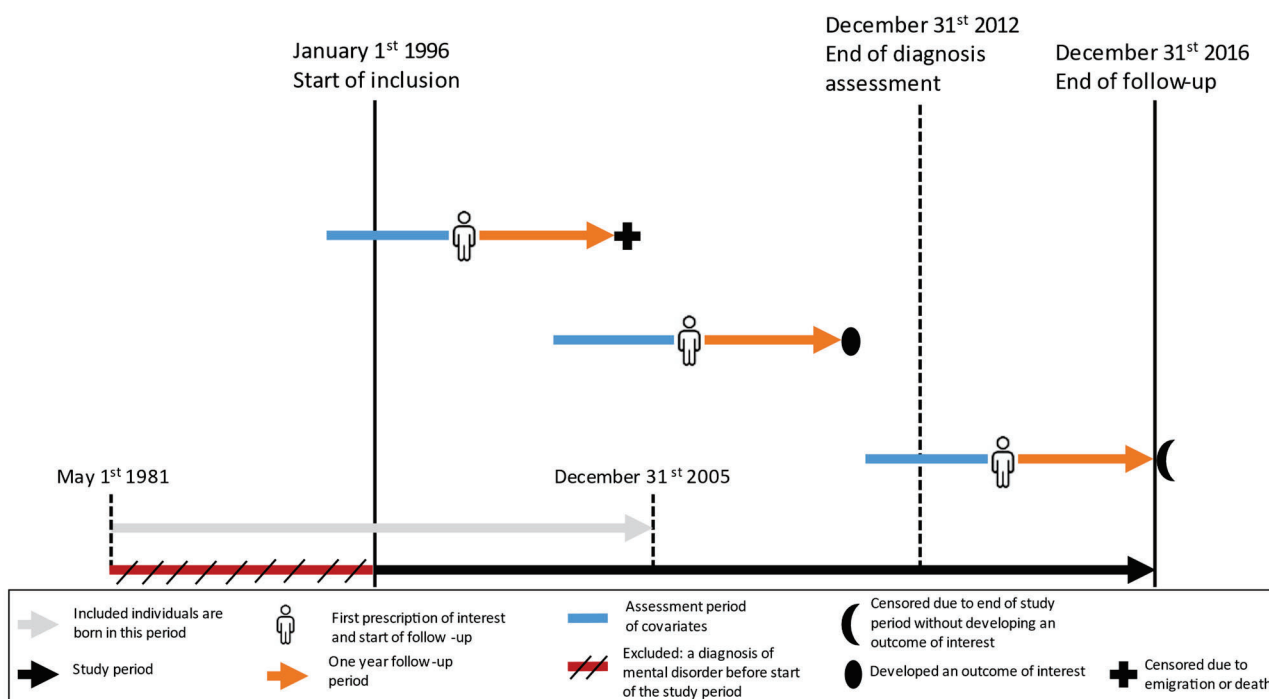 January 1st 1996
Start of inclusion
December 31st 2012
End of diagnosis
assessment
December 31st 2016
End of follow-up
May 1st 1981
December 31st 2005
Included individuals are
born in this period
First prescription of interest
and start of follow -up
Assessment period
of covariates
Censored due to end of study
period without developing an
outcome of interest
Study period
One year follow-up
period
Excluded: a diagnosis of
mental disorder before start
of the study period
Developed an outcome of interest
Censored due to
emigration or death